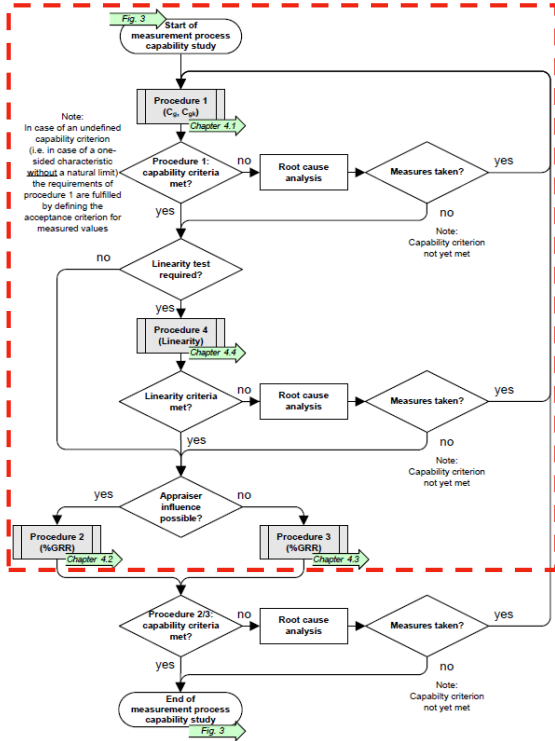 Fig. 3
Start of
measurement process
capability study
Procedure 1
(Cg, Cgk)
Chapter 4.1
Note:
In case of an undefined
capability criterion
(i.e. in case of a one-
sided characteristic
without a natural limit)
the requirements of
procedure 1 are fulfilled
by defining the
acceptance criterion for
measured values
Procedure 1:
capability criteria
met?
no
Root cause
analysis
Measures taken?
yes
yes
no
Note:
Capability criterion
not yet met
no
Linearity test
required?
yes
Procedure 4
(Linearity)
Chapter 4.4
Linearity criteria
met?
no
Root cause
analysis
Measures taken?
yes
yes
no
Note:
Capability criterion
not yet met
yes
Appraiser
influence
possible?
no
Procedure 2
(%GRR)
Chapter 4.2
Procedure 3
(%GRR)
Chapter 4.3
Procedure 2/3:
capability criteria
met?
no
Root cause
analysis
Measures taken?
yes
yes
no
Note:
Capabilty criterion
not yet met
End of
measurement process
capability study
Fig. 3